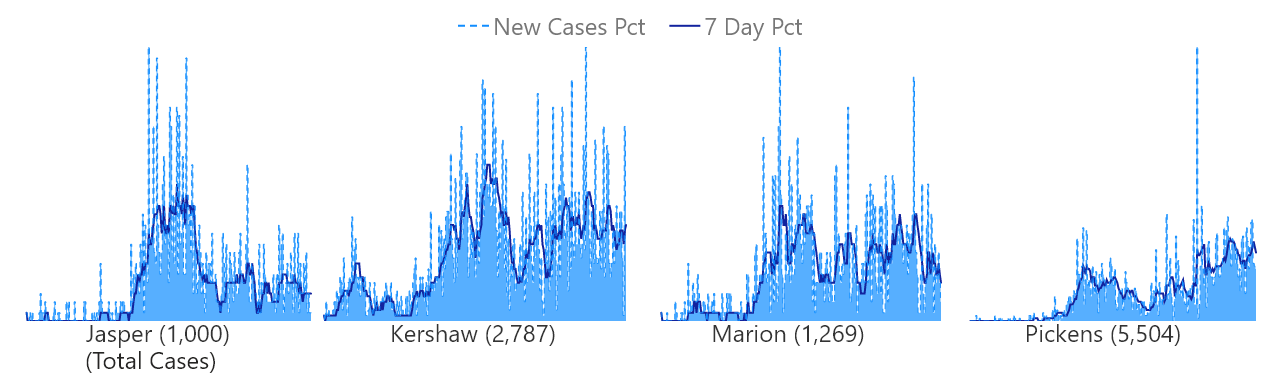 New Cases Pct 7 Day Pct
Jasper (1,000) Kershaw (2,787) Marion (1,269) Pickens (5,504)
(Total Cases)